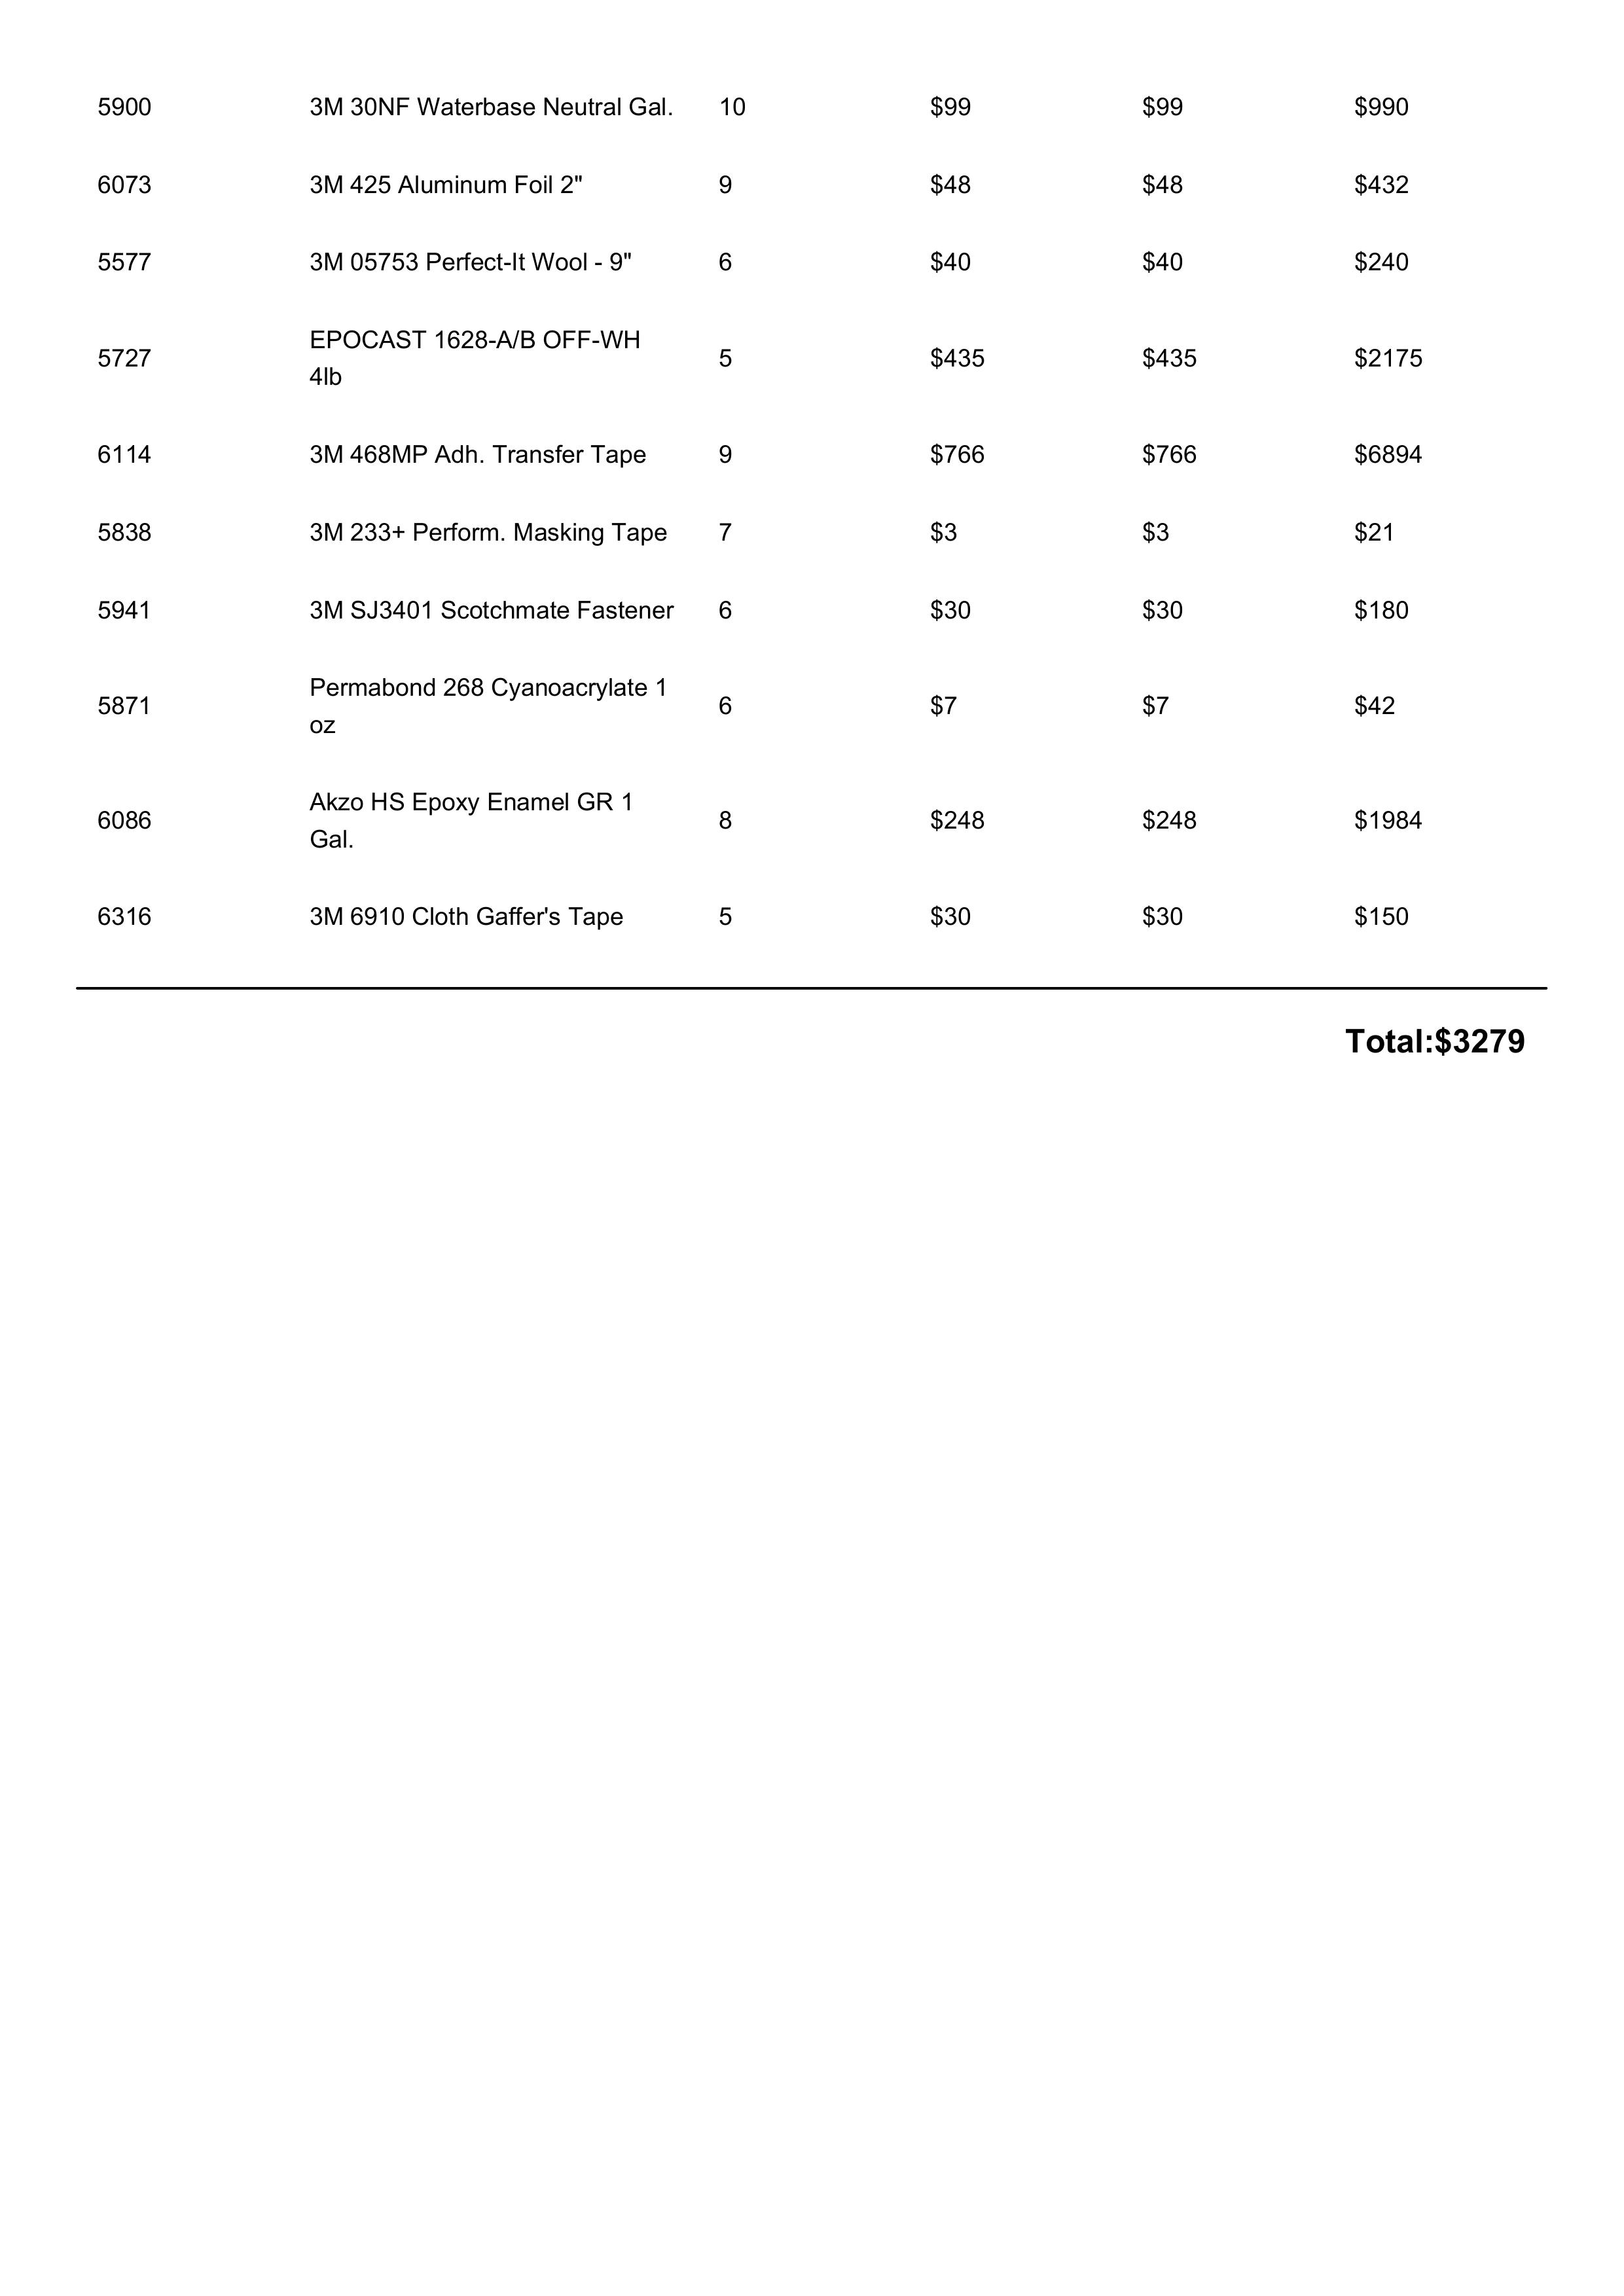 5900 3M 30NF Waterbase Neutral Gal. 10 $99 $99 $990
6073 3M 425 Aluminum Foil 2" 9 $48 $48 $432
5577 3M 05753 Perfect-It Wool - 9" 6 $40 $40 $240
5727 EPOCAST 1628-A/B OFF-WH 5 $435 $435 $2175
4lb
6114 3M 468MP Adh. Transfer Tape 9 $766 $766 $6894
5838 3M 233+ Perform. Masking Tape 7 $3 $3 $21
5941 3M SJ3401 Scotchmate Fastener 6 $30 $30 $180
5871 Permabond 268 Cyanoacrylate 1 6 $7 $7 $42
oz
6086 Akzo HS Epoxy Enamel GR 1 8 $248 $248 $1984
Gal.
6316 3M 6910 Cloth Gaffer's Tape 5 $30 $30 $150
Total:$3279